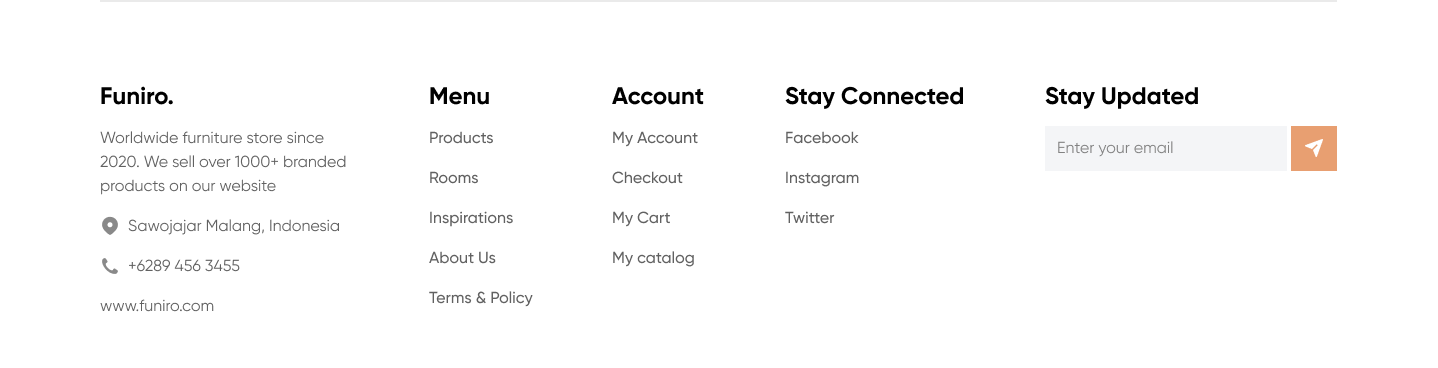 Funiro.
Worldwide furniture store since
2020. We sell over 1000+ branded
products on our website
Sawojajar Malang, Indonesia
+6289 456 3455
www.funiro.com
Menu
Products
Rooms
Inspirations
About Us
Terms & Policy
Account
My Account
Checkout
My Cart
My catalog
Stay Connected
Facebook
Instagram
Twitter
Stay Updated
Enter your email